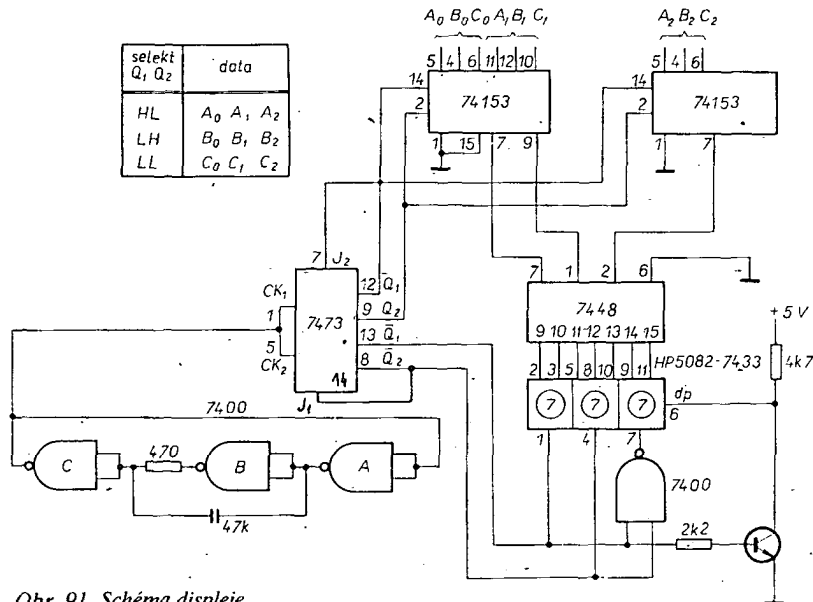 A₀ B₀ C₀ A₁ B₁ C₁
A₂ B₂ C₂
selekt data
Q₁ Q₂
HL A₀ A₁ A₂
LH B₀ B₁ B₂
LL C₀ C₁ C₂
5 4 6 11 12 10
14
2
74153
1 15 7 9
5 4 6
14
2
74153
1 7
7 J₂
CK₁
1
5
CK₂
7473
12 Q̅₁
9 Q₂
13 Q̅₁
8 Q̅₂
14
J₁
7 1 2 6
7448
9 10 11 12 13 14 15
+ 5 V
4k7
HP5082-7433
2 3 5 8 10 9 11
7 7 7
dp
6
1 4 7
7400
2k2
7400
C 470 B A
47k
Obr. 91. Schéma displeje